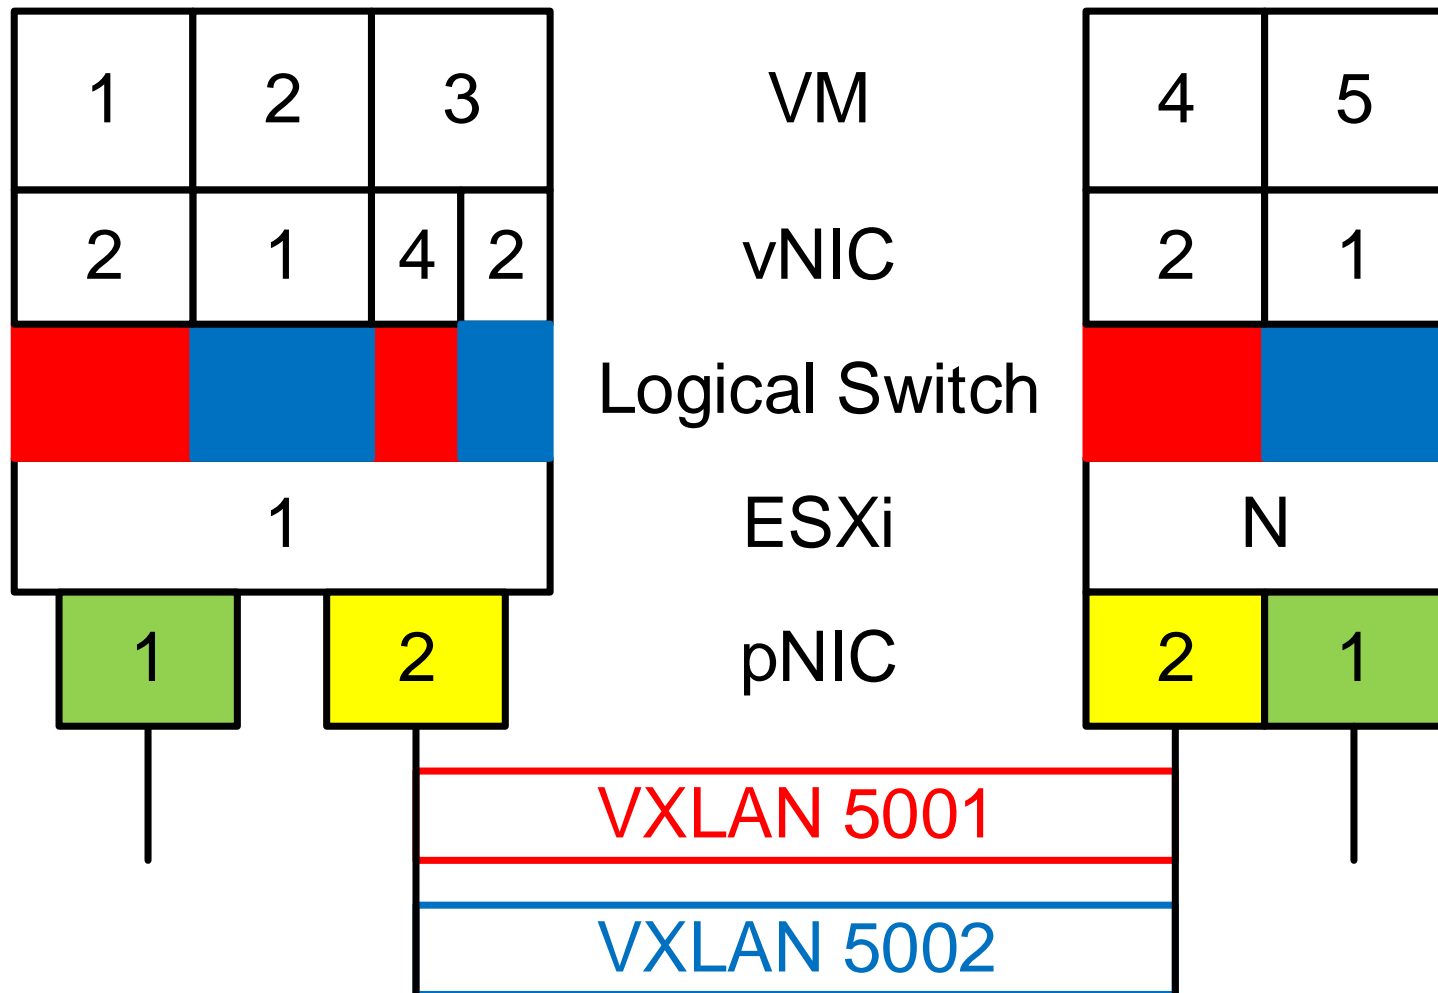 1 2 3 VM 4 5
2 1 4 2 vNIC 2 1
Logical Switch
1 ESXi N
1 2 pNIC 2 1
VXLAN 5001
VXLAN 5002